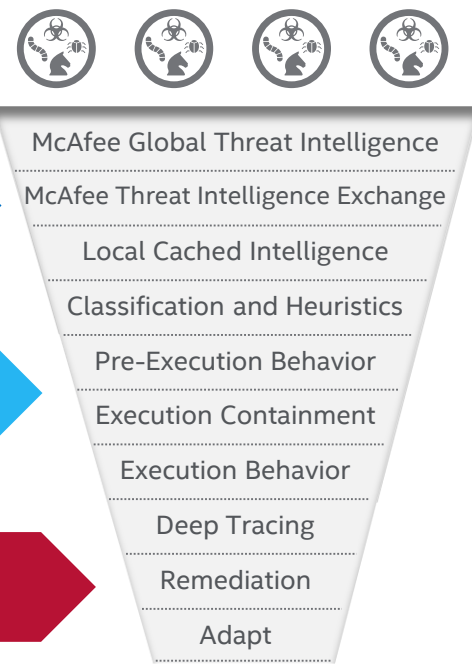 McAfee Global Threat Intelligence
McAfee Threat Intelligence Exchange
Local Cached Intelligence
Classification and Heuristics
Pre-Execution Behavior
Execution Containment
Execution Behavior
Deep Tracing
Remediation
Adapt